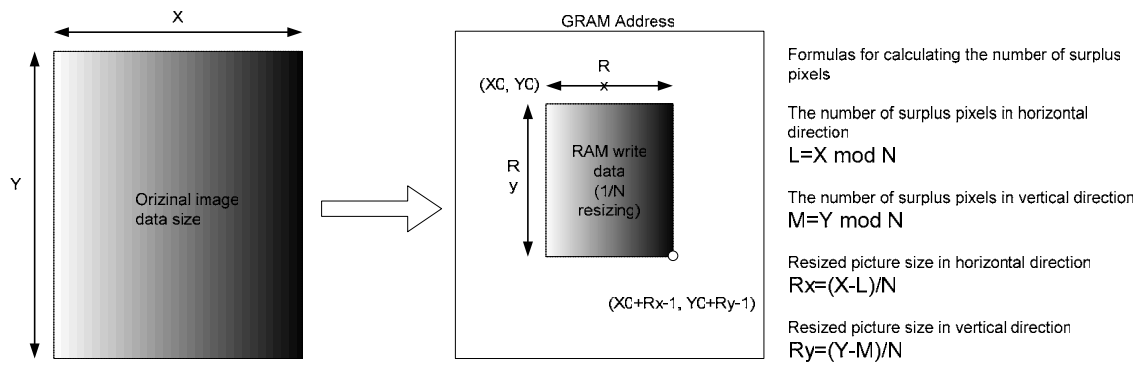 X
Y
Orizinal image
data size
GRAM Address
(X0, Y0)
R
x
R
y
RAM write
data
(1/N
resizing)
(X0+Rx-1, Y0+Ry-1)
Formulas for calculating the number of surplus
pixels
The number of surplus pixels in horizontal
direction
L=X mod N
The number of surplus pixels in vertical direction
M=Y mod N
Resized picture size in horizontal direction
Rx=(X-L)/N
Resized picture size in vertical direction
Ry=(Y-M)/N